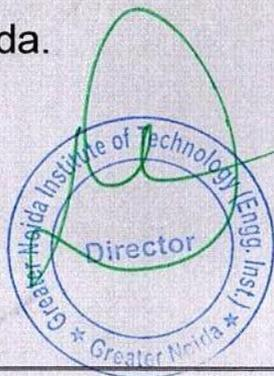 da.
Greater Noida Institute of Technology (Engg. Inst.)
Director
* Greater Noida *